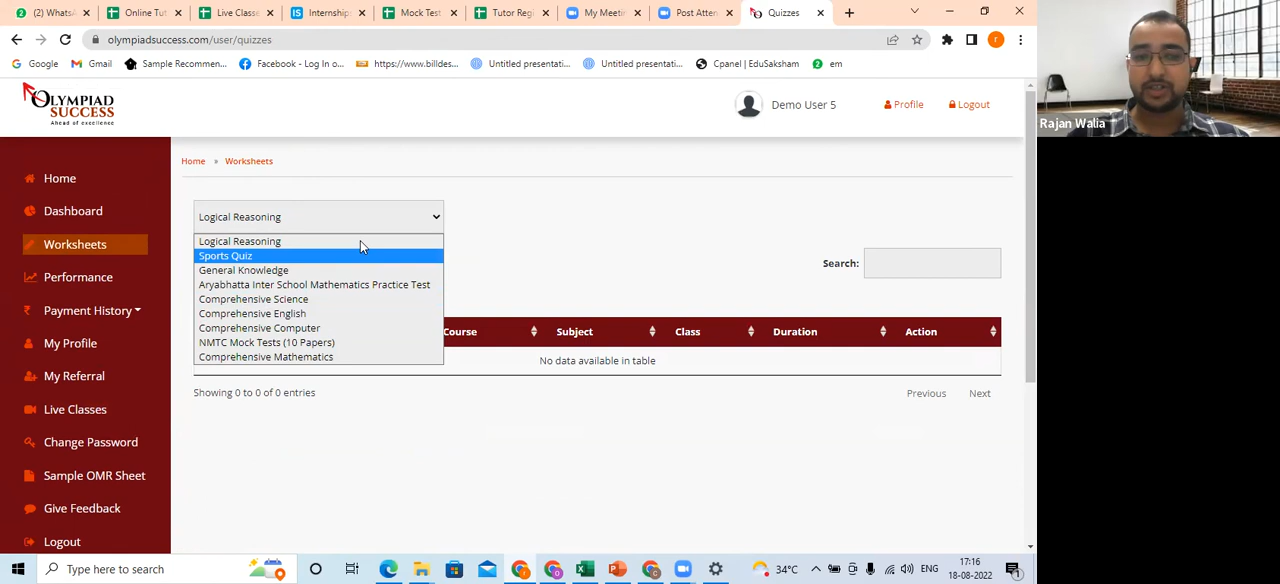 (2) WhatsA
Online Tut
Live Classe
IS Internship
Mock Test
Tutor Regi
My Meeti
Post Atten
Quizzes
olympiadsuccess.com/user/quizzes
Google
Gmail
Sample Recommen...
Facebook - Log In o...
https://www.billdes...
Untitled presentati...
Untitled presentati...
Cpanel | EduSaksham
2 em
OLYMPIAD
SUCCESS
Ahead of excellence
Demo User 5
Profile
Logout
Rajan Walia
Home
Dashboard
Worksheets
Performance
Payment History
My Profile
My Referral
Live Classes
Change Password
Sample OMR Sheet
Give Feedback
Logout
Home » Worksheets
Logical Reasoning
Logical Reasoning
Sports Quiz
General Knowledge
Aryabhatta Inter School Mathematics Practice Test
Comprehensive Science
Comprehensive English
Comprehensive Computer
NMTC Mock Tests (10 Papers)
Comprehensive Mathematics
Search:
Course Subject Class Duration Action
No data available in table
Showing 0 to 0 of 0 entries
Previous Next
Type here to search
34°C
ENG
17:16
18-08-2022